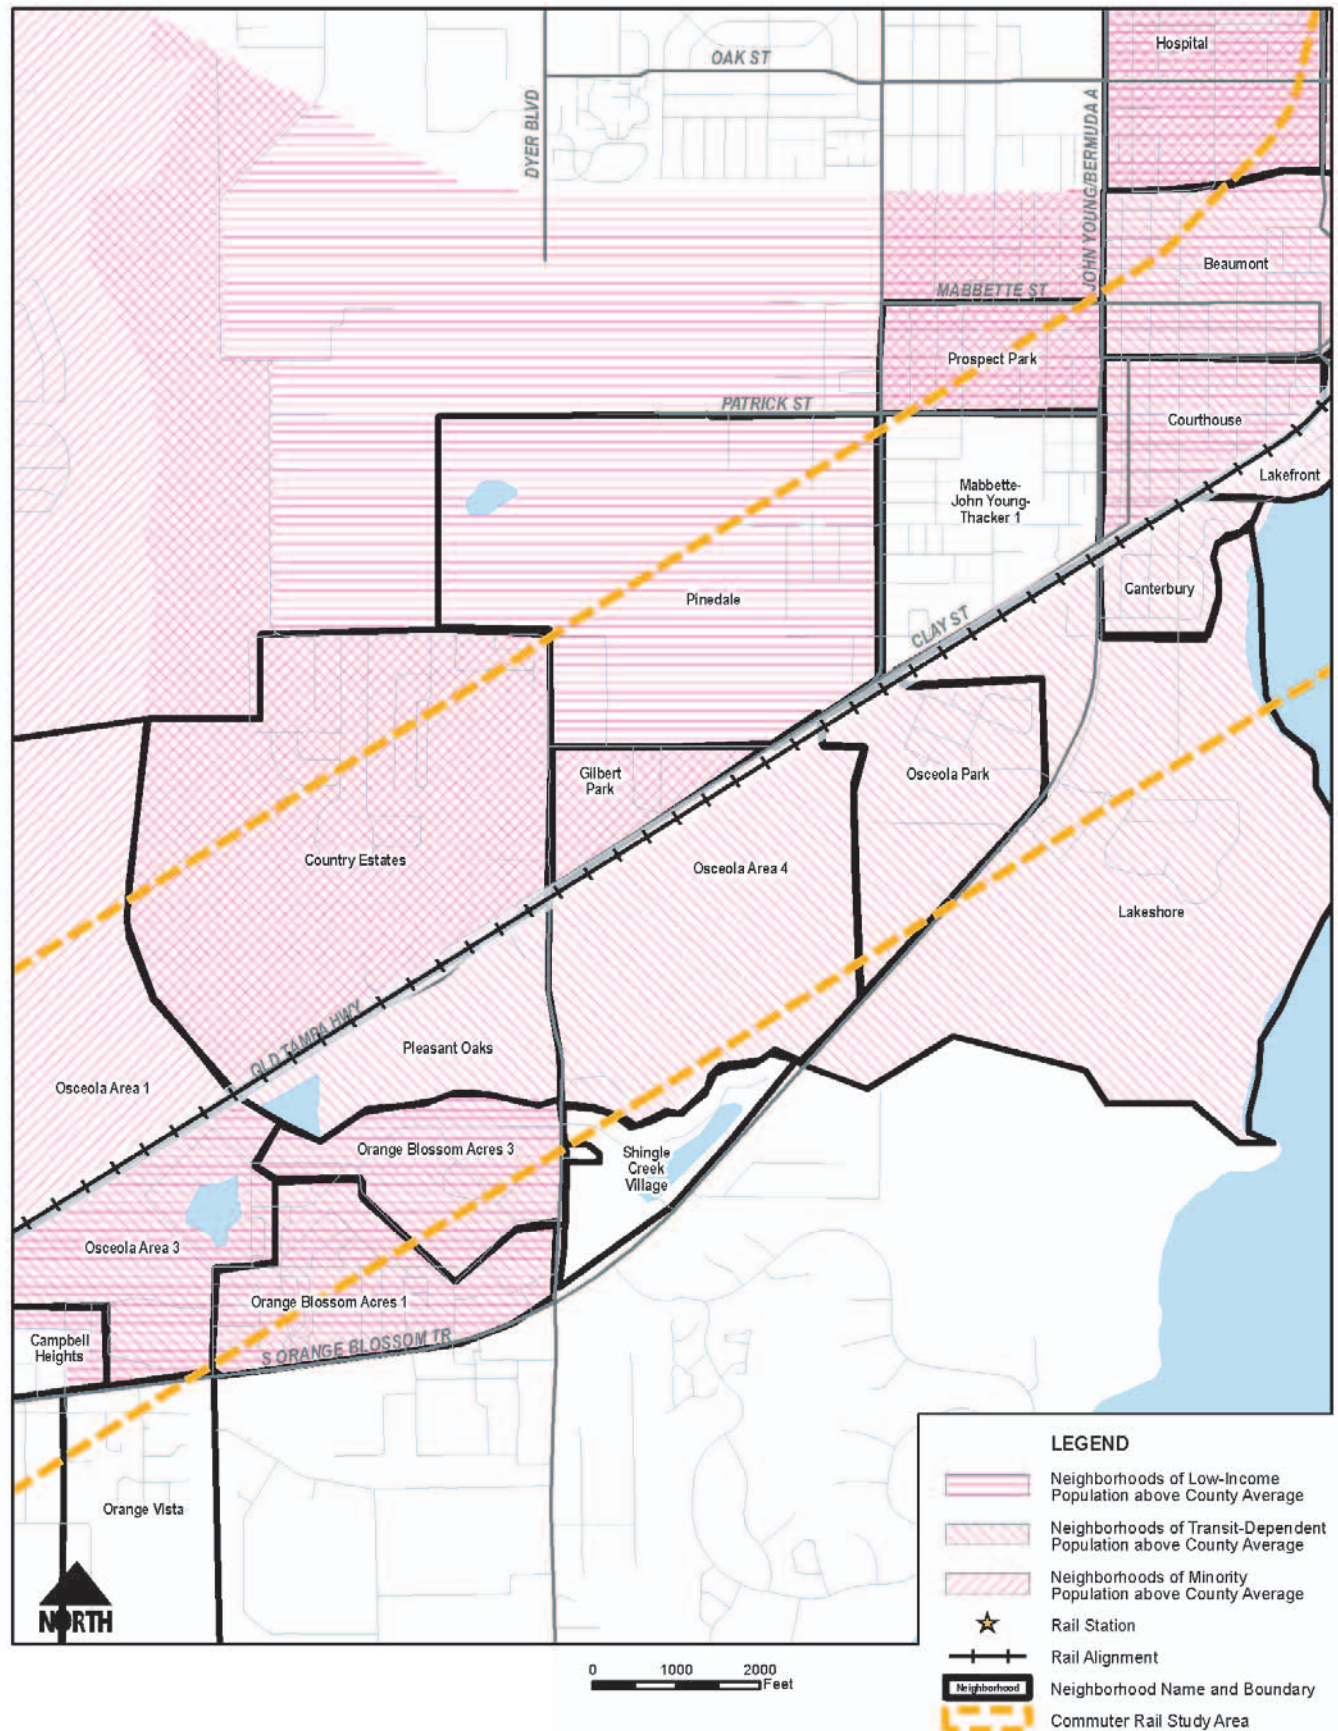 Hospital
OAK ST
DYER BLVD
JOHN YOUNG/BERMUDA A
Beaumont
MABBETTE ST
Prospect Park
PATRICK ST
Courthouse
Lakefront
Mabbette-
John Young-
Thacker 1
Canterbury
Pinedale
CLAY ST
Gilbert
Park
Osceola Park
Country Estates
Osceola Area 4
Lakeshore
OLD TAMPA HWY
Pleasant Oaks
Osceola Area 1
Orange Blossom Acres 3
Shingle
Creek
Village
Osceola Area 3
Orange Blossom Acres 1
Campbell
Heights
S ORANGE BLOSSOM TR
Orange Vista
NORTH
LEGEND
Neighborhoods of Low-Income
Population above County Average
Neighborhoods of Transit-Dependent
Population above County Average
Neighborhoods of Minority
Population above County Average
Rail Station
Rail Alignment
Neighborhood
Neighborhood Name and Boundary
Commuter Rail Study Area
0 1000 2000
Feet